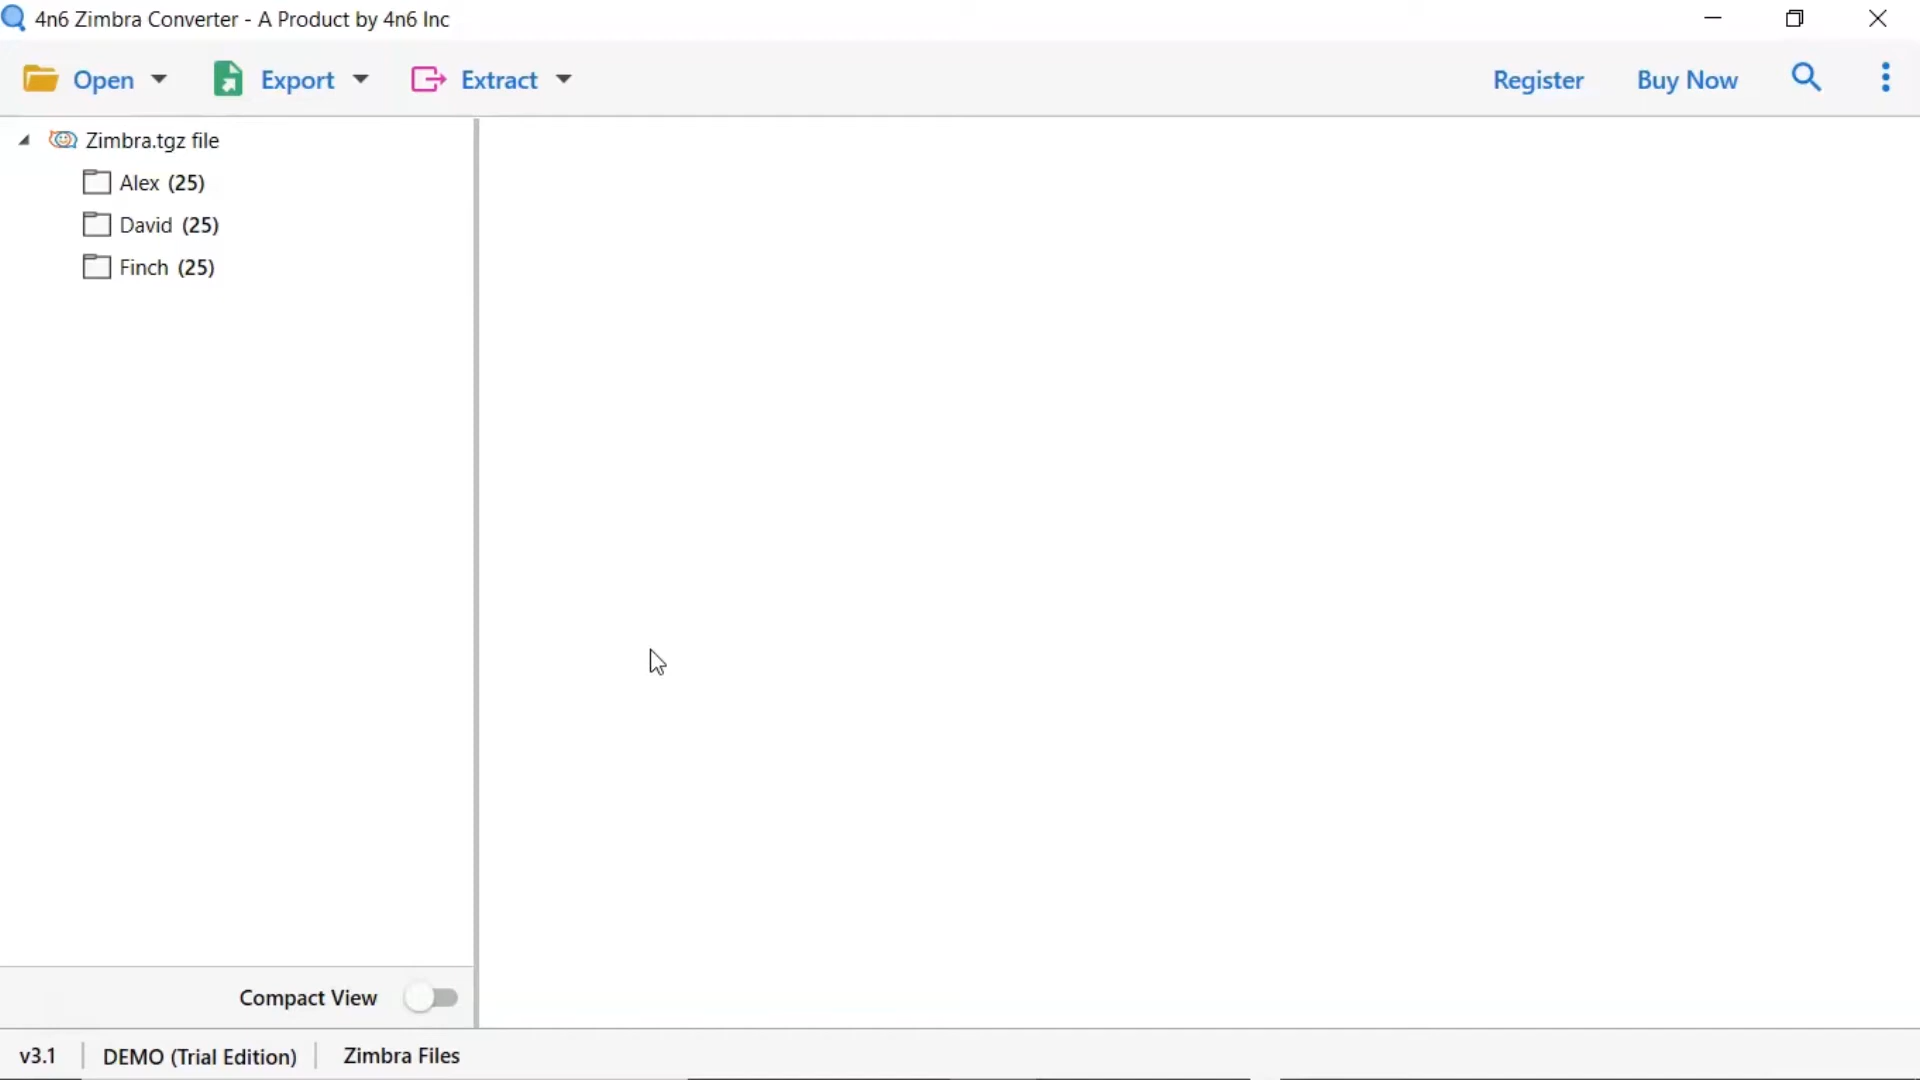 4n6 Zimbra Converter - A Product by 4n6 Inc
Open Export Extract Register Buy Now
Zimbra.tgz file
Alex (25)
David (25)
Finch (25)
Compact View
v3.1 DEMO (Trial Edition) Zimbra Files